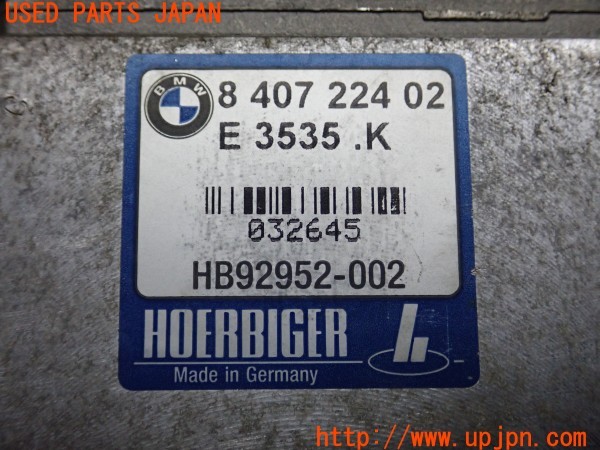 USED PARTS JAPAN
BMW
8 407 224 02
E 3535 .K
032645
HB92952-002
HOERBIGER
Made in Germany
http://www.upjpn.com